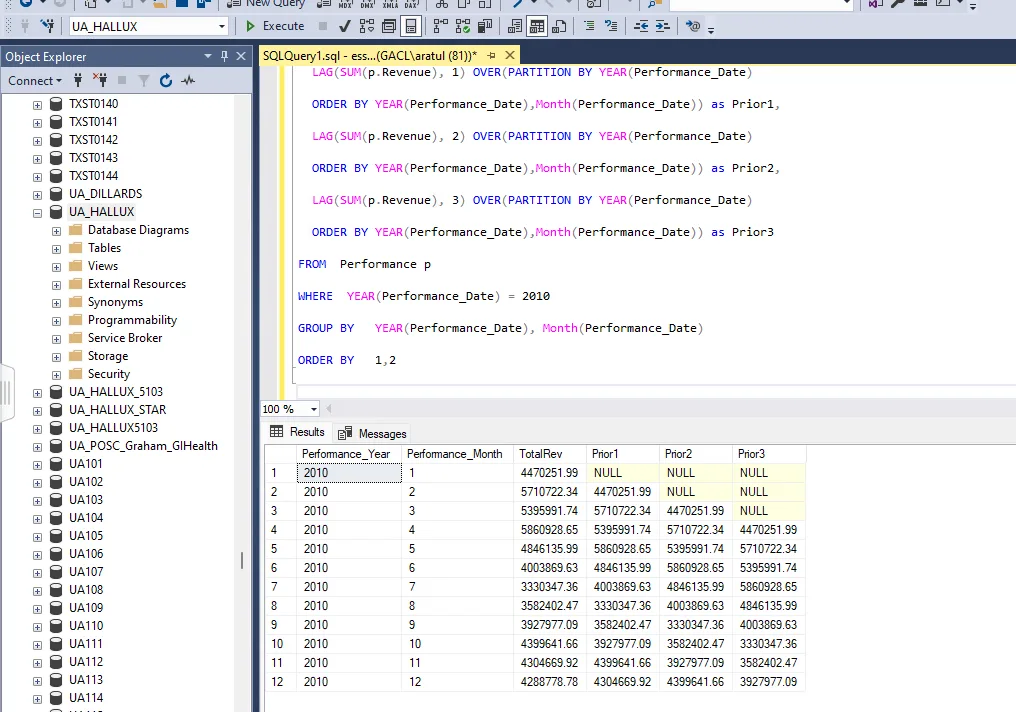 New Query
UA_HALLUX
Execute
Object Explorer
SQLQuery1.sql - ess...(GACL\aratul (81))*
Connect
TXST0140
TXST0141
TXST0142
TXST0143
TXST0144
UA_DILLARDS
UA_HALLUX
Database Diagrams
Tables
Views
External Resources
Synonyms
Programmability
Service Broker
Storage
Security
UA_HALLUX_5103
UA_HALLUX_STAR
UA_HALLUX5103
UA_POSC_Graham_GIHealth
UA101
UA102
UA103
UA104
UA105
UA106
UA107
UA108
UA109
UA110
UA111
UA112
UA113
UA114
LAG(SUM(p.Revenue), 1) OVER(PARTITION BY YEAR(Performance_Date)
ORDER BY YEAR(Performance_Date),Month(Performance_Date)) as Prior1,
LAG(SUM(p.Revenue), 2) OVER(PARTITION BY YEAR(Performance_Date)
ORDER BY YEAR(Performance_Date),Month(Performance_Date)) as Prior2,
LAG(SUM(p.Revenue), 3) OVER(PARTITION BY YEAR(Performance_Date)
ORDER BY YEAR(Performance_Date),Month(Performance_Date)) as Prior3
FROM Performance p
WHERE YEAR(Performance_Date) = 2010
GROUP BY YEAR(Performance_Date), Month(Performance_Date)
ORDER BY 1,2
100 %
Results Messages
Performance_Year Performance_Month TotalRev Prior1 Prior2 Prior3
1 2010 1 4470251.99 NULL NULL NULL
2 2010 2 5710722.34 4470251.99 NULL NULL
3 2010 3 5395991.74 5710722.34 4470251.99 NULL
4 2010 4 5860928.65 5395991.74 5710722.34 4470251.99
5 2010 5 4846135.99 5860928.65 5395991.74 5710722.34
6 2010 6 4003869.63 4846135.99 5860928.65 5395991.74
7 2010 7 3330347.36 4003869.63 4846135.99 5860928.65
8 2010 8 3582402.47 3330347.36 4003869.63 4846135.99
9 2010 9 3927977.09 3582402.47 3330347.36 4003869.63
10 2010 10 4399641.66 3927977.09 3582402.47 3330347.36
11 2010 11 4304669.92 4399641.66 3927977.09 3582402.47
12 2010 12 4288778.78 4304669.92 4399641.66 3927977.09